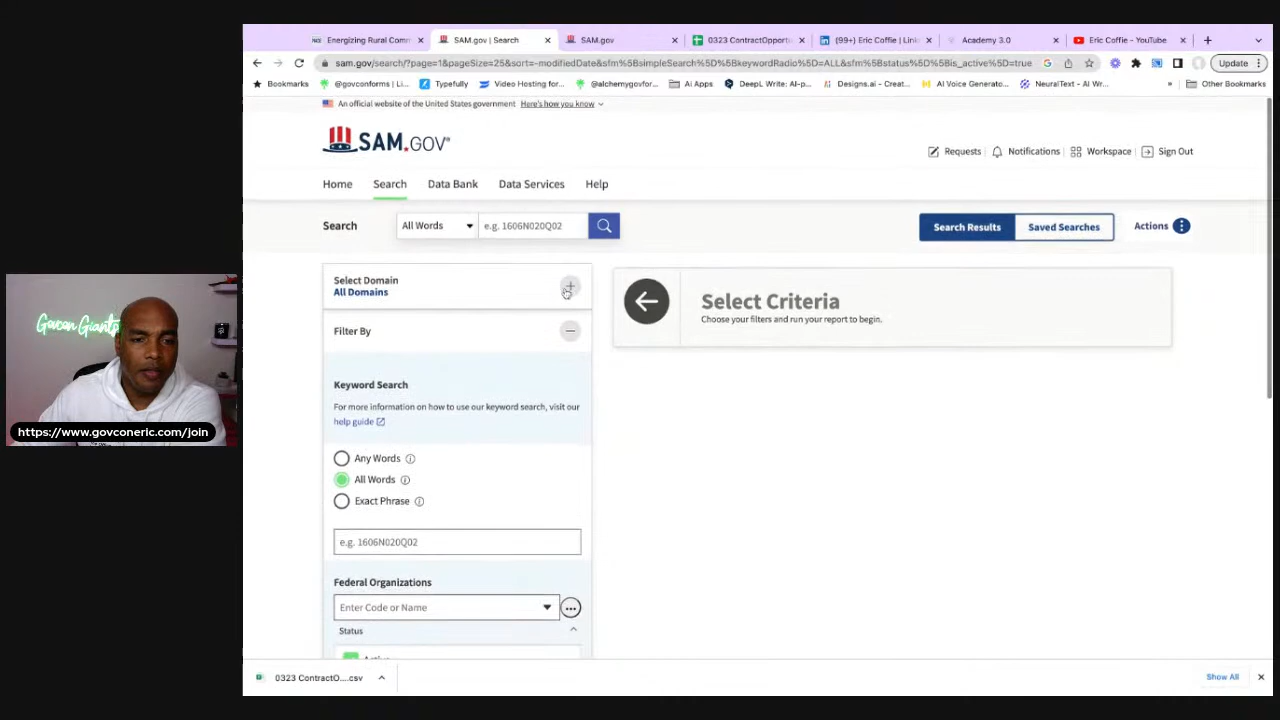 Energizing Rural Comm
SAM.gov | Search
SAM.gov
0323 ContractOpportu
(99+) Eric Coffie | Link
Academy 3.0
Eric Coffie - YouTube
sam.gov/search/?page=1&pageSize=25&sort=-modifiedDate&sfm%5BsimpleSearch%5D%5BkeywordRadio%5D=ALL&sfm%5Bstatus%5D%5Bis_active%5D=true
Update
Bookmarks
@govconforms | Li...
Typefully
Video Hosting for...
@alchemygovfor...
Ai Apps
DeepL Write: AI-p...
Designs.ai - Creat...
AI Voice Generato...
NeuralText - AI Wr...
»
Other Bookmarks
An official website of the United States government Here's how you know
SAM.GOV®
Requests
Notifications
Workspace
Sign Out
Home
Search
Data Bank
Data Services
Help
Search
All Words
e.g. 1606N020Q02
Search Results
Saved Searches
Actions
Select Domain
All Domains
Select Criteria
Choose your filters and run your report to begin.
Filter By
Keyword Search
For more information on how to use our keyword search, visit our
help guide
Any Words
All Words
Exact Phrase
e.g. 1606N020Q02
Federal Organizations
Enter Code or Name
Status
Govcon Giants
https://www.govconeric.com/join
0323 ContractO....csv
Show All